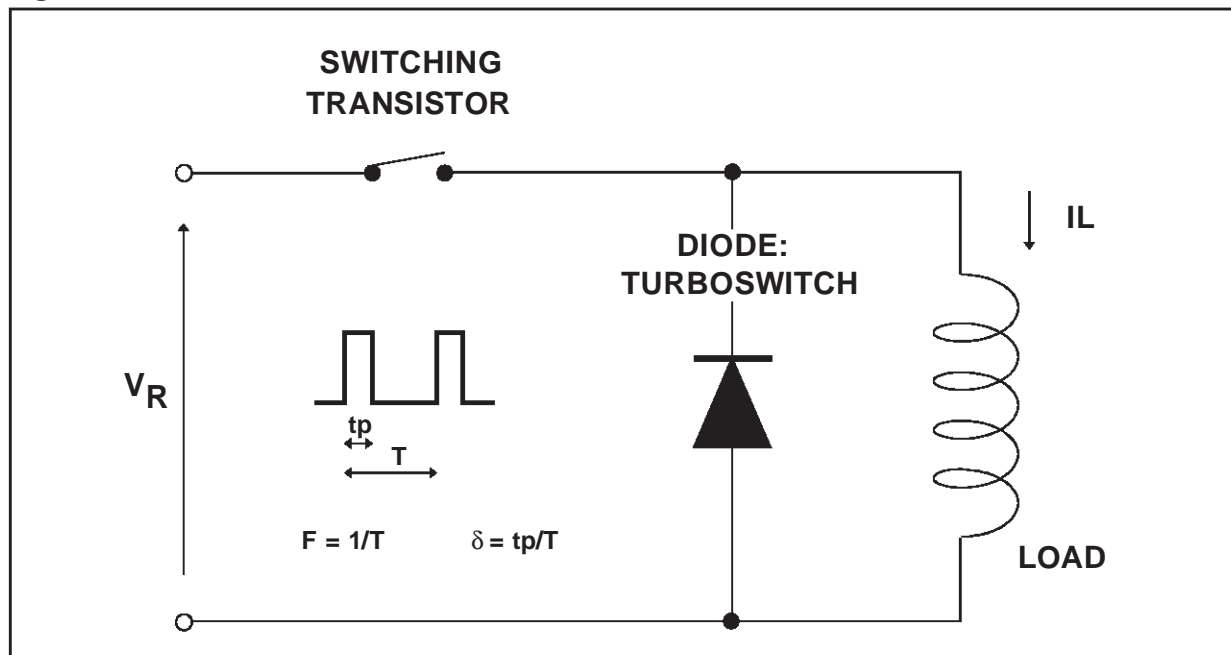 SWITCHING
TRANSISTOR
IL
DIODE:
TURBOSWITCH
VR
tp
T
F = 1/T δ = tp/T
LOAD